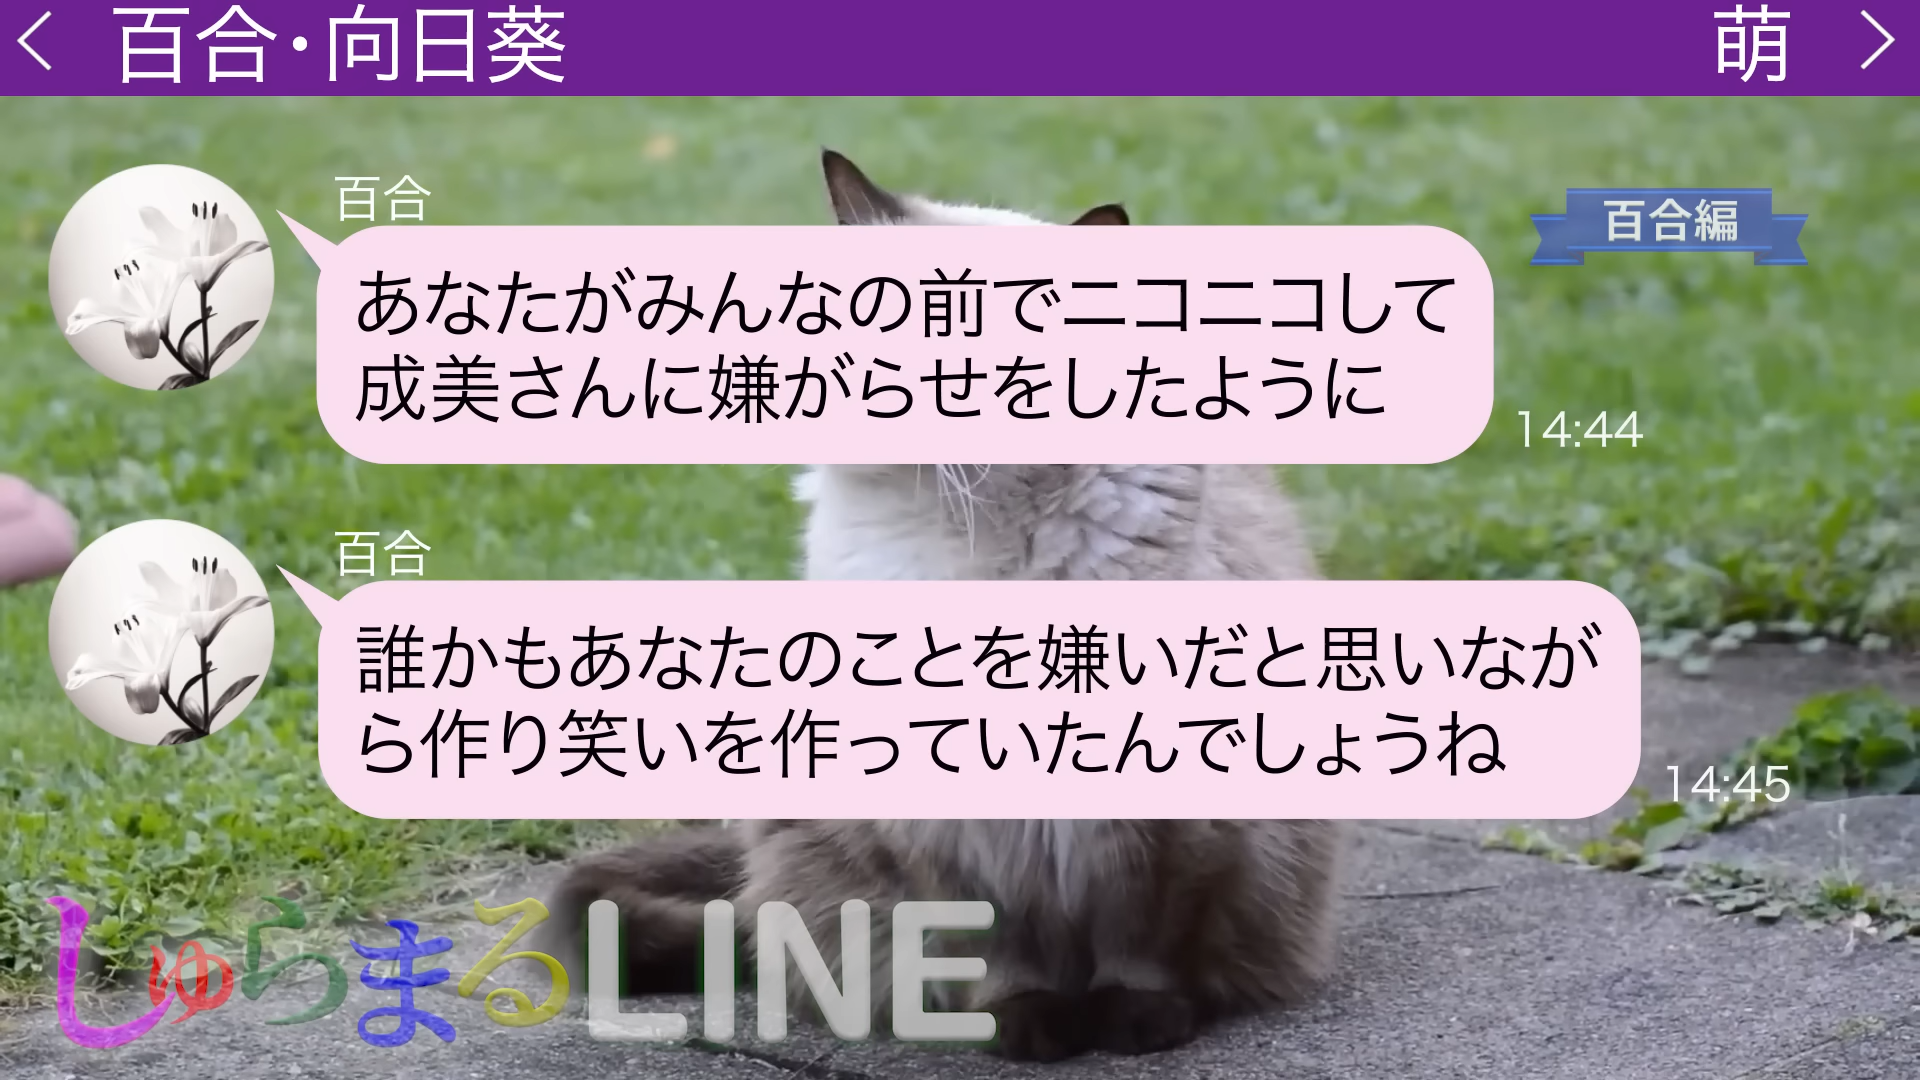 百合・向日葵
萌
百合編
百合
あなたがみんなの前でニコニコして
成美さんに嫌がらせをしたように
14:44
百合
誰かもあなたのことを嫌いだと思いなが
ら作り笑いを作っていたんでしょうね
14:45
しゅらまるLINE